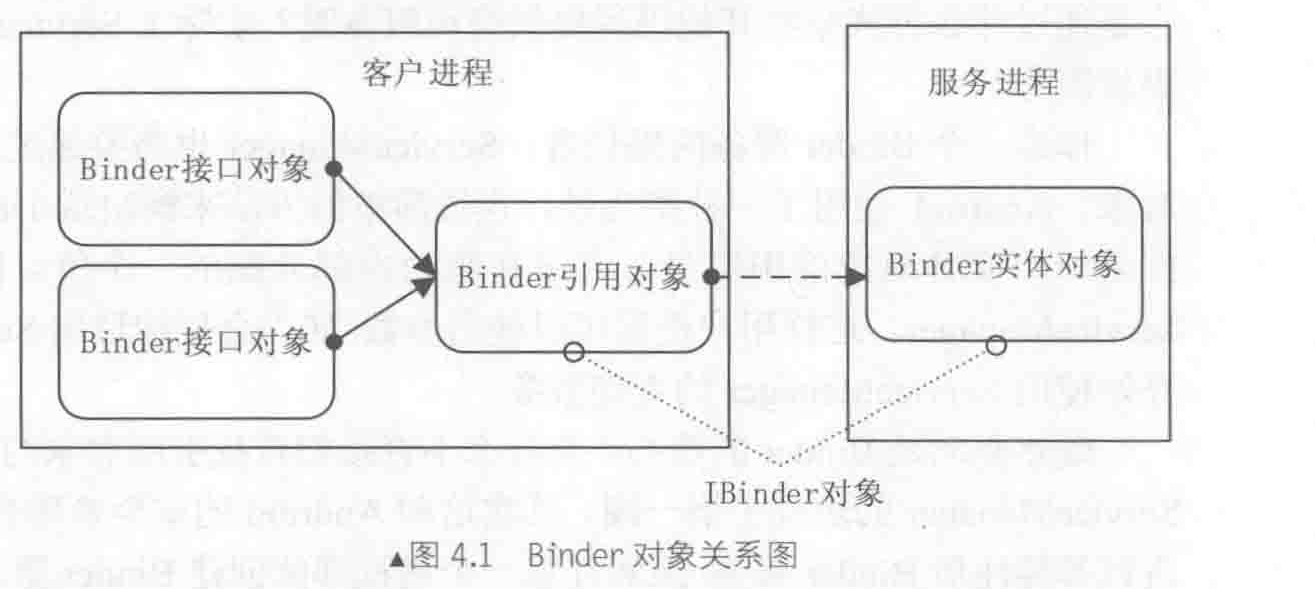 客户进程
服务进程
Binder接口对象
Binder引用对象
Binder实体对象
Binder接口对象
IBinder对象
▲图 4.1 Binder 对象关系图